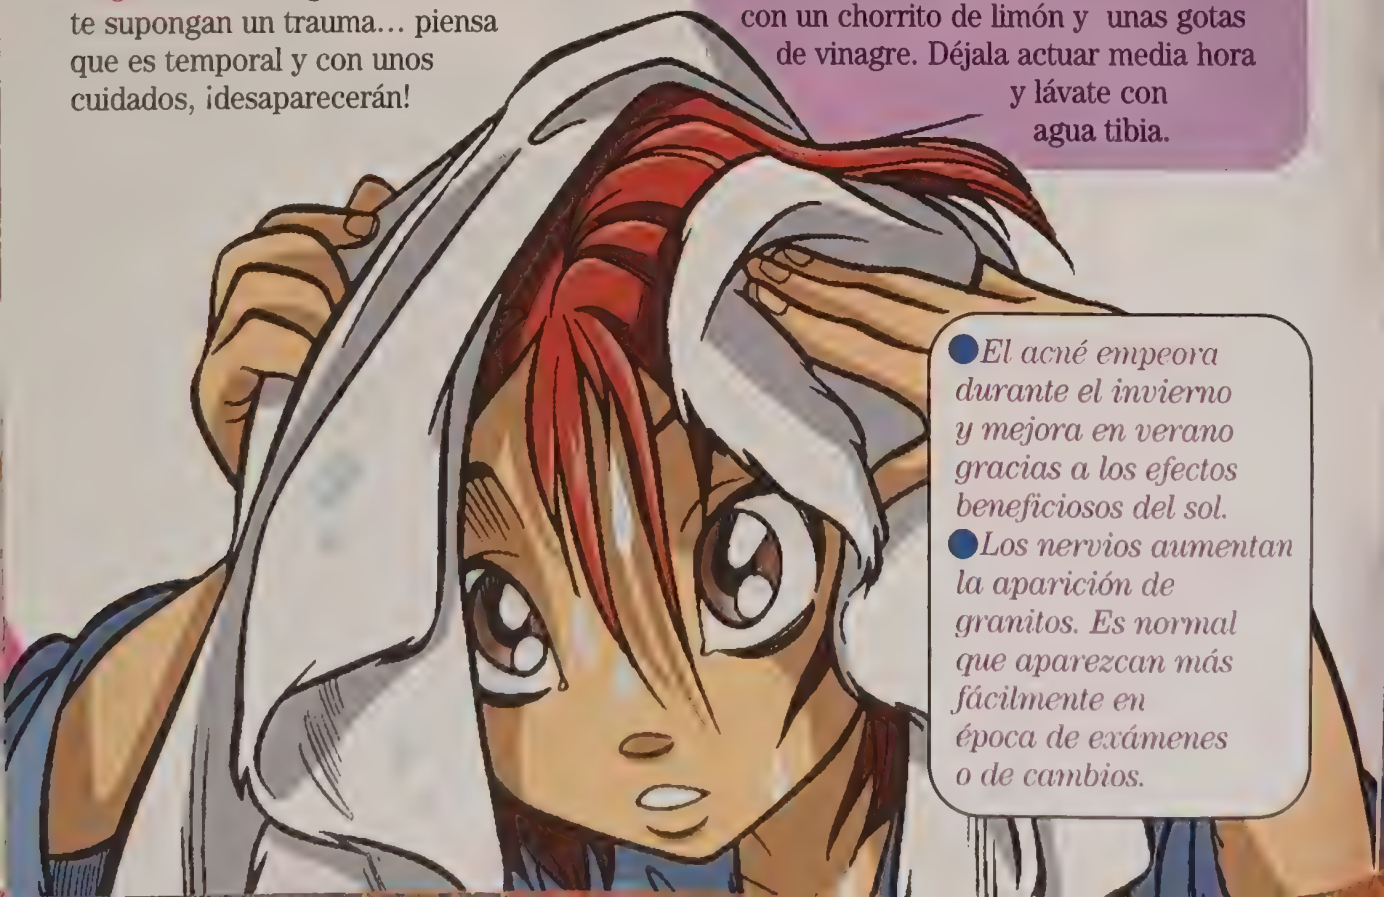 te supongan un trauma... piensa
que es temporal y con unos
cuidados, ¡desaparecerán!
con un chorrito de limón y unas gotas
de vinagre. Déjala actuar media hora
y lávate con
agua tibia.
●El acné empeora
durante el invierno
y mejora en verano
gracias a los efectos
beneficiosos del sol.
●Los nervios aumentan
la aparición de
granitos. Es normal
que aparezcan más
fácilmente en
época de exámenes
o de cambios.